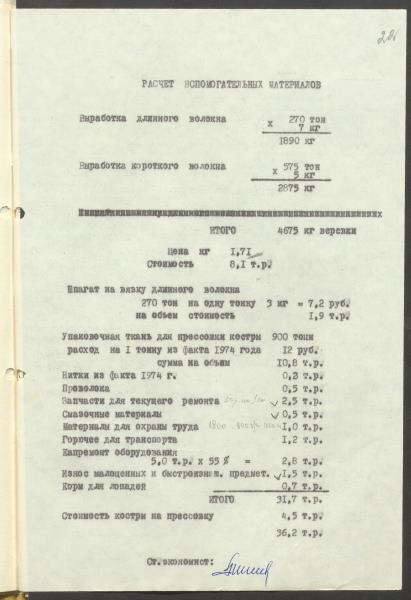 РАСЧЕТ ВСПОМОГАТЕЛЬНЫХ МАТЕРИАЛОВ
Выработка длинного волокна х 270 тон
7 кг
1890 кг
Выработка короткого волокна х 575 тон
5 кг
2875 кг
ИТОГО 4675 кг веревки
Цена кг 1,71
Стоимость 8,1 т.р.
Шпагат на вязку длинного волокна
270 тон на одну тонну 3 кг = 7,2 руб.
на объем стоимость 1,9 т.р.
Упаковочная ткань для прессовки костры 900 тонн
расход на 1 тонну из факта 1974 года 12 руб.
сумма на объем 10,8 т.р.
Нитки из факта 1974 г. 0,2 т.р.
Проволока 0,5 т.р.
Запчасти для текущего ремонта 2,5 т.р.
Смазочные материалы 0,5 т.р.
Материалы для охраны труда 1,0 т.р.
Горючее для транспорта 1,2 т.р.
Капремонт оборудования
5,0 т.р. х 55 % = 2,8 т.р.
Износ малоценных и быстроизнаш. предмет. 1,5 т.р.
Корм для лошадей 0,7 т.р.
ИТОГО 31,7 т.р.
Стоимость костры на прессовку 4,5 т.р.
36,2 т.р.
Ст.экономист: